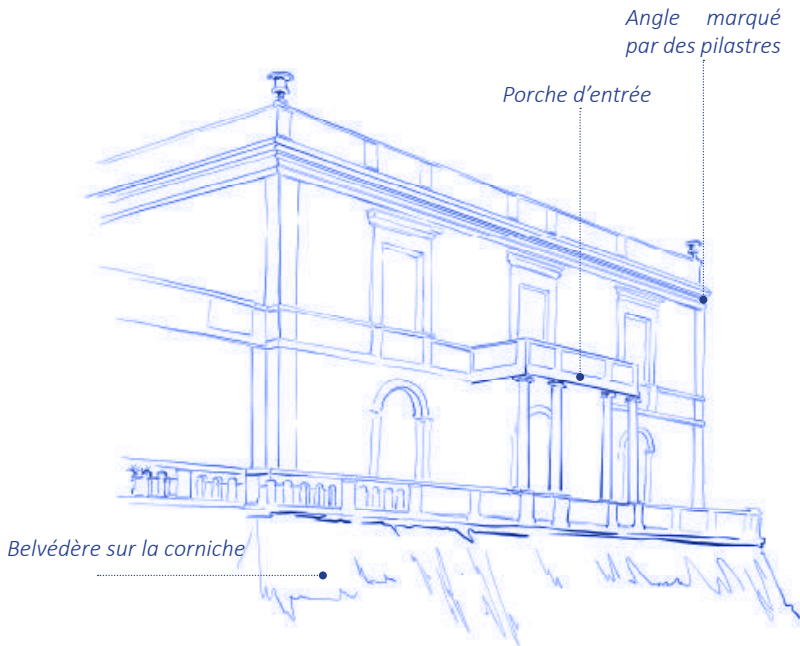 Angle marqué
par des pilastres
Porche d’entrée
Belvédère sur la corniche